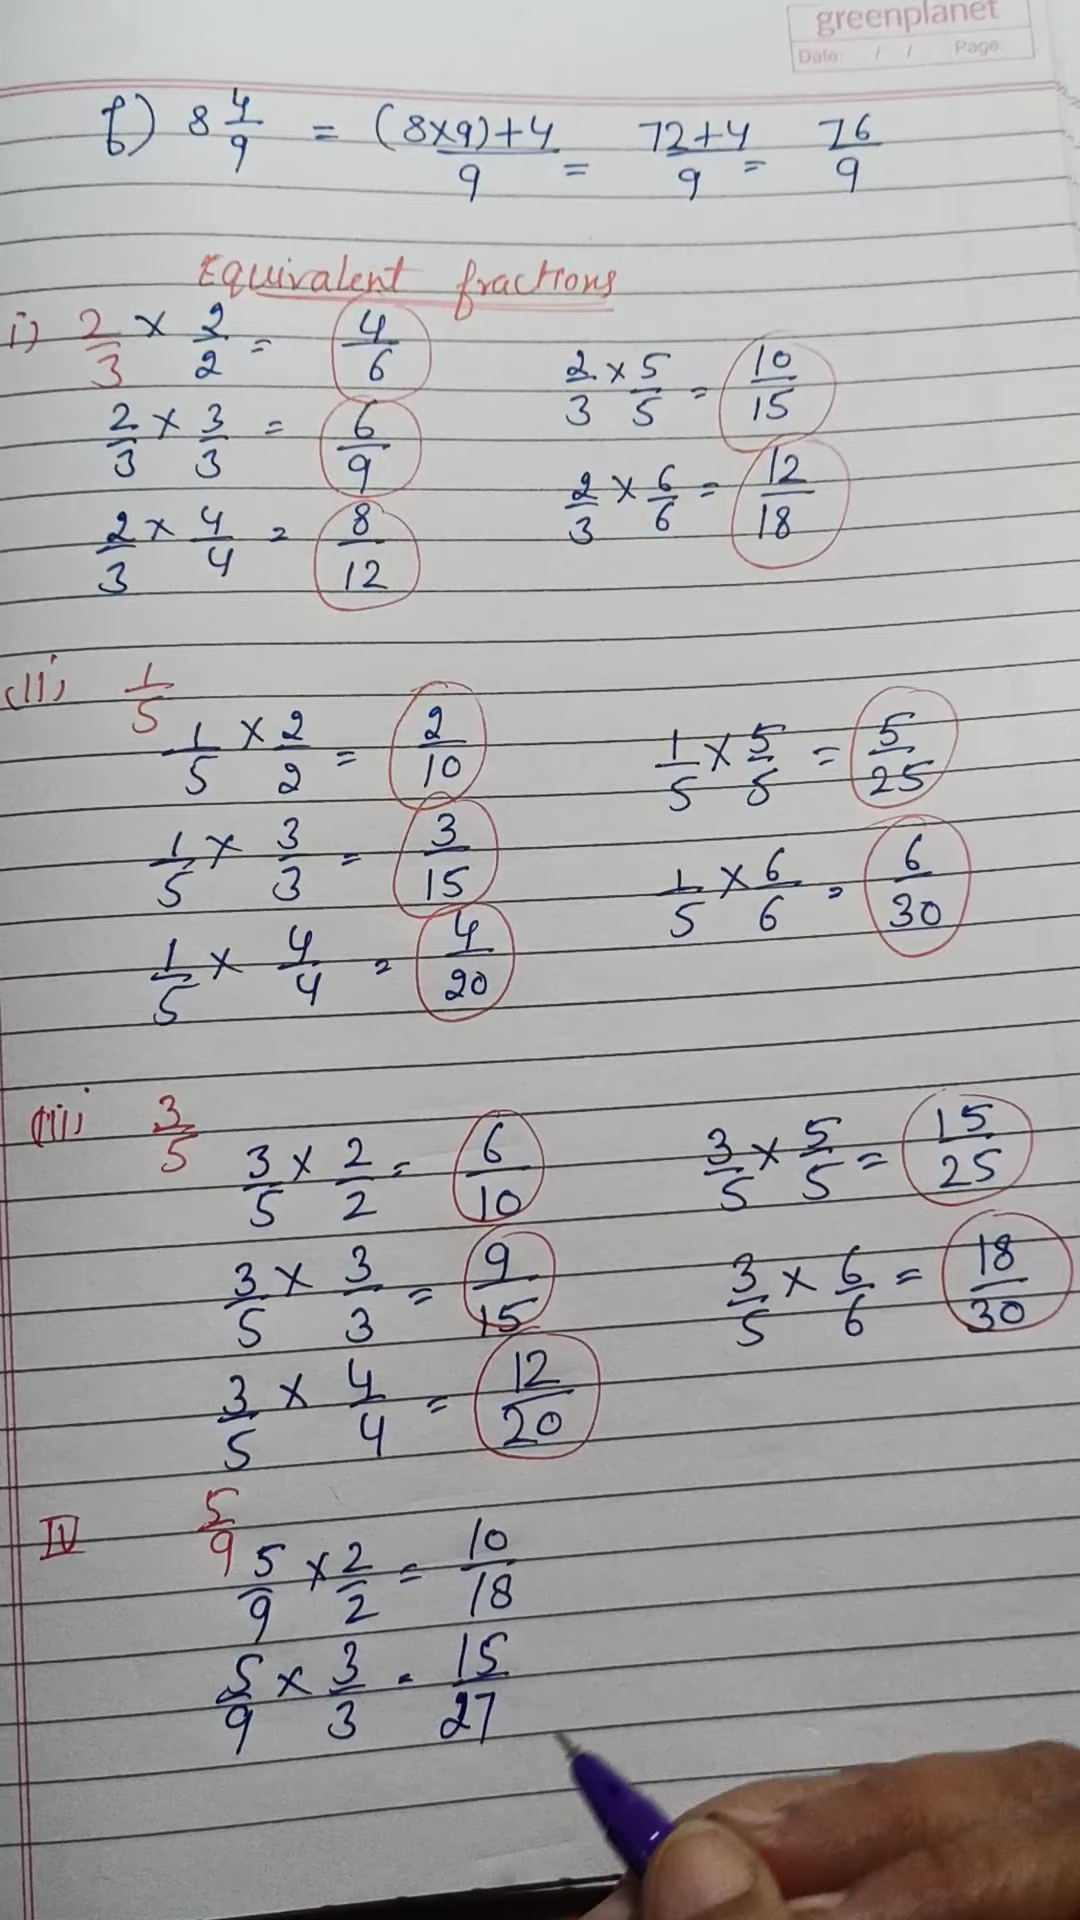 greenplanet
Date: / / Page:
f) 8 4/9 = (8×9)+4/9 = 72+4/9 = 76/9
Equivalent fractions
i) 2/3 × 2/2 = 4/6
2/3 × 3/3 = 6/9
2/3 × 4/4 = 8/12
2/3 × 5/5 = 10/15
2/3 × 6/6 = 12/18
(ii) 1/5
1/5 × 2/2 = 2/10
1/5 × 3/3 = 3/15
1/5 × 4/4 = 4/20
1/5 × 5/5 = 5/25
1/5 × 6/6 = 6/30
(iii) 3/5
3/5 × 2/2 = 6/10
3/5 × 3/3 = 9/15
3/5 × 4/4 = 12/20
3/5 × 5/5 = 15/25
3/5 × 6/6 = 18/30
IV 5/9
5/9 × 2/2 = 10/18
5/9 × 3/3 = 15/27